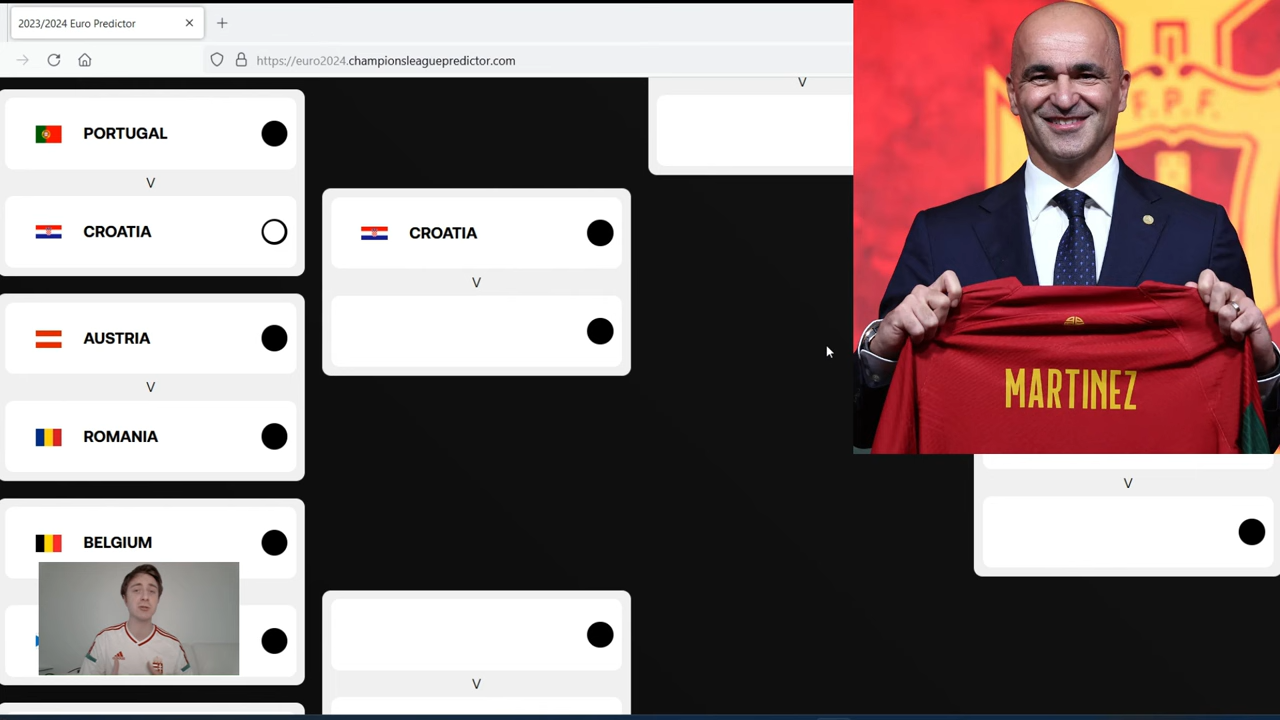 2023/2024 Euro Predictor
https://euro2024.championsleaguepredictor.com
PORTUGAL
V
CROATIA
AUSTRIA
V
ROMANIA
BELGIUM
CROATIA
V
V
V
V
F.P.F.
MARTINEZ